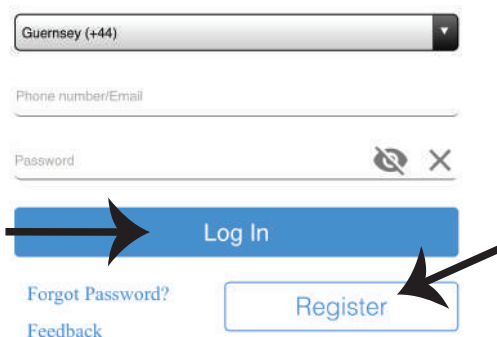 Guernsey (+44)
Phone number/Email
Password
Log In
Forgot Password?
Register
Feedback